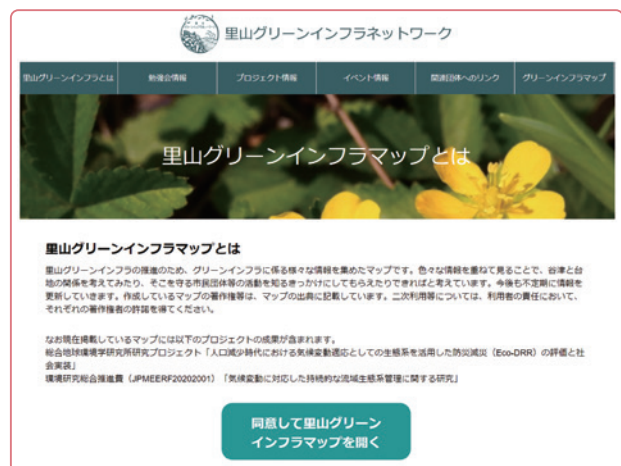 里山グリーンインフラネットワーク
里山グリーンインフラとは 勉強会情報 プロジェクト情報 イベント情報 関連団体へのリンク グリーンインフラマップ
里山グリーンインフラマップとは
里山グリーンインフラマップとは
里山グリーンインフラの推進のため、グリーンインフラに係る様々な情報を集めたマップです。色々な情報を重ねて見ることで、谷津と台
地の関係を考えてみたり、そこを守る市民団体等の活動を知るきっかけにしてもらえたりできればと考えています。今後も不定期に情報を
更新していきます。作成しているマップの著作権等は、マップの出典に記載しています。二次利用等については、利用者の責任において、
それぞれの著作権者の許諾を得てください。
なお現在掲載しているマップには以下のプロジェクトの成果が含まれます。
総合地球環境学研究所研究プロジェクト「人口減少時代における気候変動適応としての生態系を活用した防災減災（Eco-DRR）の評価と社
会実装」
環境研究総合推進費（JPMEERF20202001）「気候変動に対応した持続的な流域生態系管理に関する研究」
同意して里山グリーン
インフラマップを開く